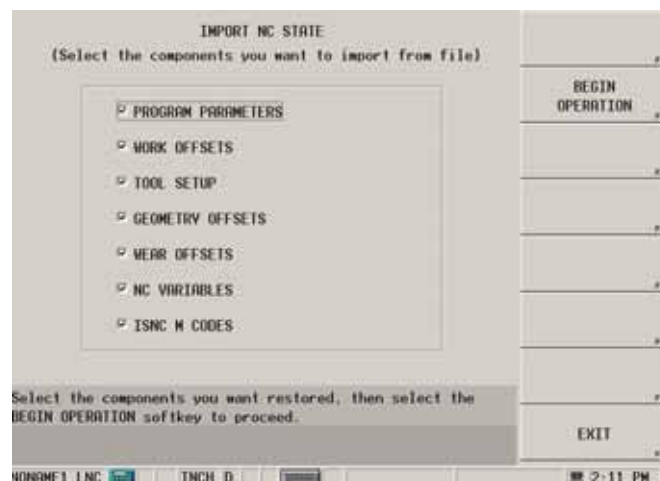 IMPORT NC STATE
(Select the components you want to import from file)
PROGRAM PARAMETERS
WORK OFFSETS
TOOL SETUP
GEOMETRY OFFSETS
WEAR OFFSETS
NC VARIABLES
ISNC M CODES
BEGIN
OPERATION
Select the components you want restored, then select the
BEGIN OPERATION softkey to proceed.
EXIT
NONAME1 LNC INCH D 2:11 PM